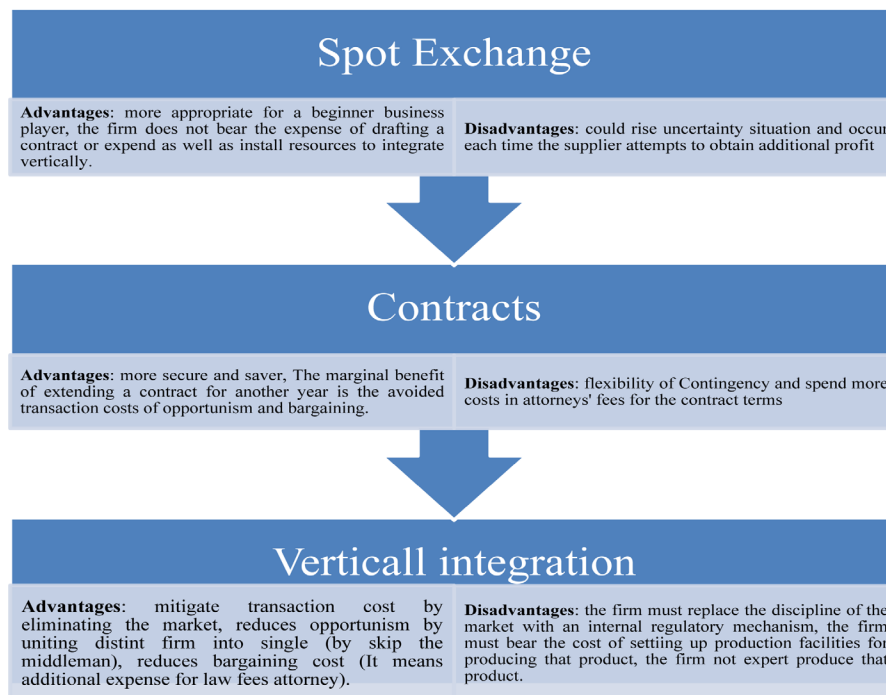 Spot Exchange
Advantages: more appropriate for a beginner business
player, the firm does not bear the expense of drafting a
contract or expend as well as install resources to integrate
vertically.
Disadvantages: could rise uncertainty situation and occur
each time the supplier attempts to obtain additional profit
Contracts
Advantages: more secure and saver, The marginal benefit
of extending a contract for another year is the avoided
transaction costs of opportunism and bargaining.
Disadvantages: flexibility of Contingency and spend more
costs in attorneys' fees for the contract terms
Verticall integration
Advantages: mitigate transaction cost by
eliminating the market, reduces opportunism by
uniting distint firm into single (by skip the
middleman), reduces bargaining cost (It means
additional expense for law fees attorney).
Disadvantages: the firm must replace the discipline of the
market with an internal regulatory mechanism, the firm
must bear the cost of settiing up production facilities for
producing that product, the firm not expert produce that
product.